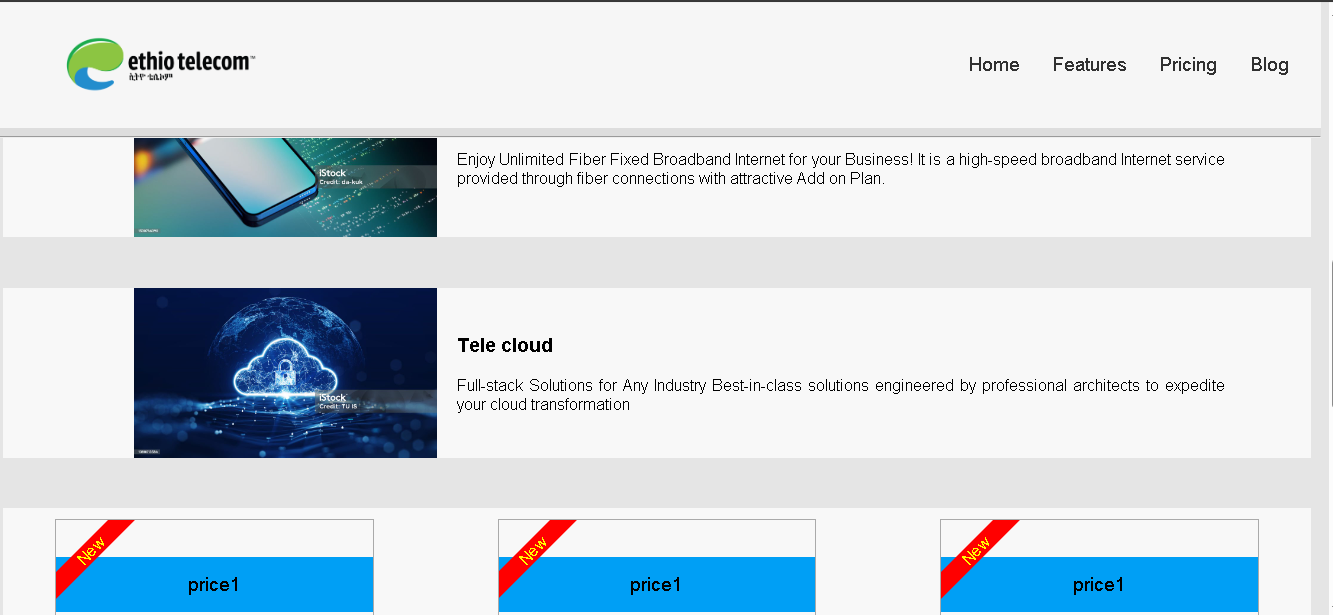 ethio telecom™
ኢትዮ ቴሌኮም
Home Features Pricing Blog
iStock
Credit: da-kuk
Enjoy Unlimited Fiber Fixed Broadband Internet for your Business! It is a high-speed broadband Internet service
provided through fiber connections with attractive Add on Plan.
iStock
Credit: TU IS
Tele cloud
Full-stack Solutions for Any Industry Best-in-class solutions engineered by professional architects to expedite
your cloud transformation
New New New
price1 price1 price1